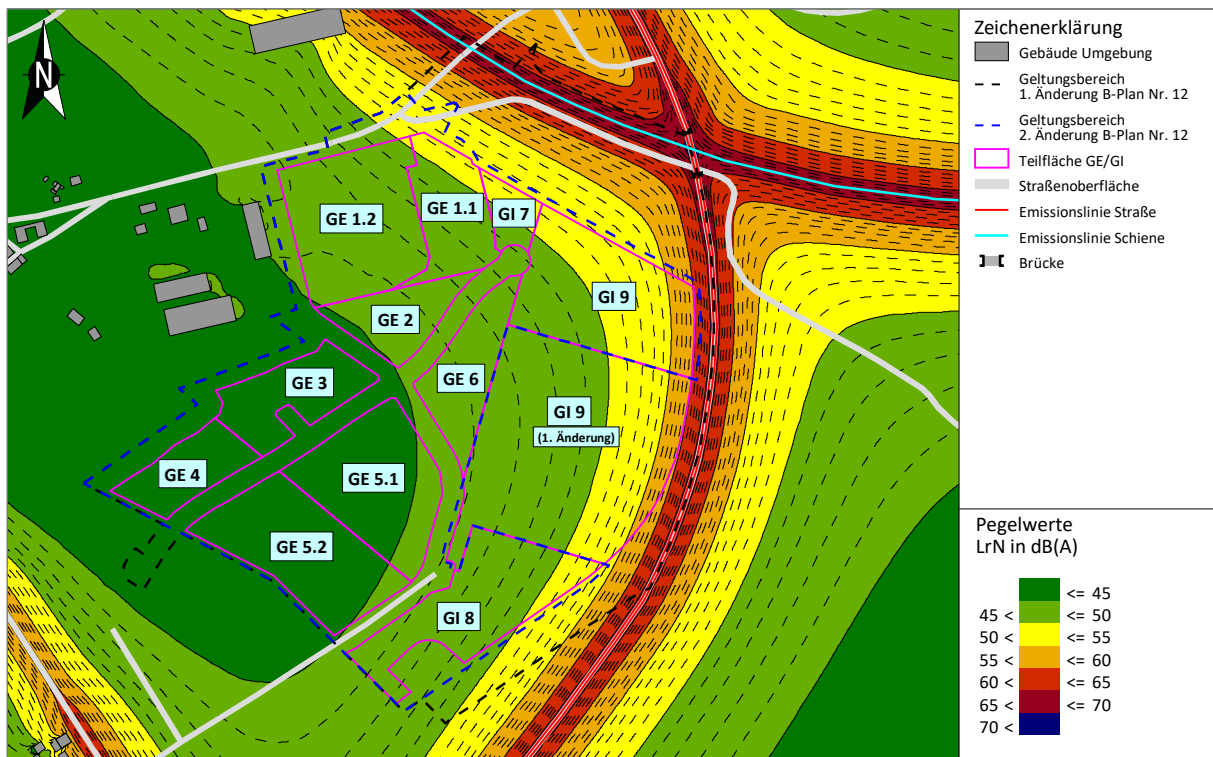 N
GE 1.2
GE 1.1
GI 7
GE 2
GI 9
GE 3
GE 6
GI 9
(1. Änderung)
GE 4
GE 5.1
GE 5.2
GI 8
Zeichenerklärung
Gebäude Umgebung
Geltungsbereich
1. Änderung B-Plan Nr. 12
Geltungsbereich
2. Änderung B-Plan Nr. 12
Teilfläche GE/GI
Straßenoberfläche
Emissionslinie Straße
Emissionslinie Schiene
Brücke
Pegelwerte
LrN in dB(A)
<= 45
45 < <= 50
50 < <= 55
55 < <= 60
60 < <= 65
65 < <= 70
70 <